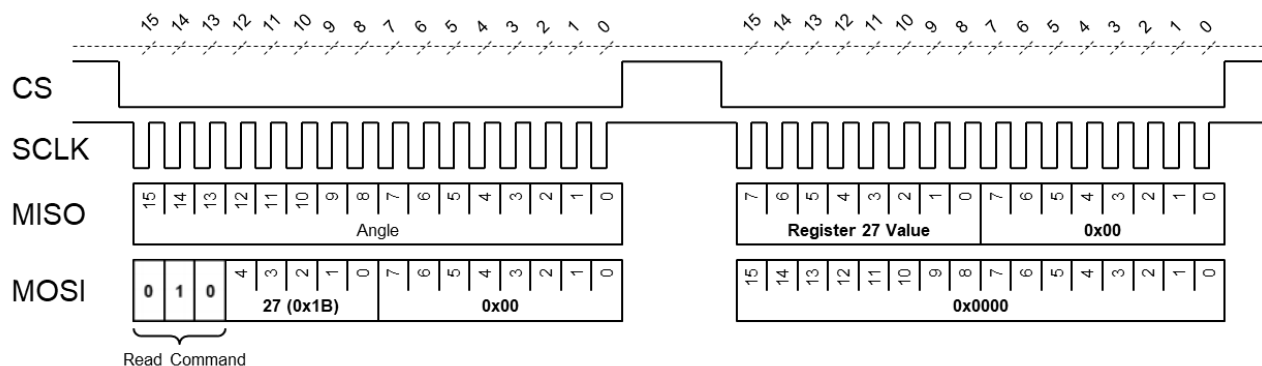 15 14 13 12 11 10 9 8 7 6 5 4 3 2 1 0 15 14 13 12 11 10 9 8 7 6 5 4 3 2 1 0
CS
SCLK
MISO
15 14 13 12 11 10 9 8 7 6 5 4 3 2 1 0 7 6 5 4 3 2 1 0 7 6 5 4 3 2 1 0
Angle Register 27 Value 0x00
MOSI
0 1 0 4 3 2 1 0 7 6 5 4 3 2 1 0 15 14 13 12 11 10 9 8 7 6 5 4 3 2 1 0
27 (0x1B) 0x00 0x0000
Read Command